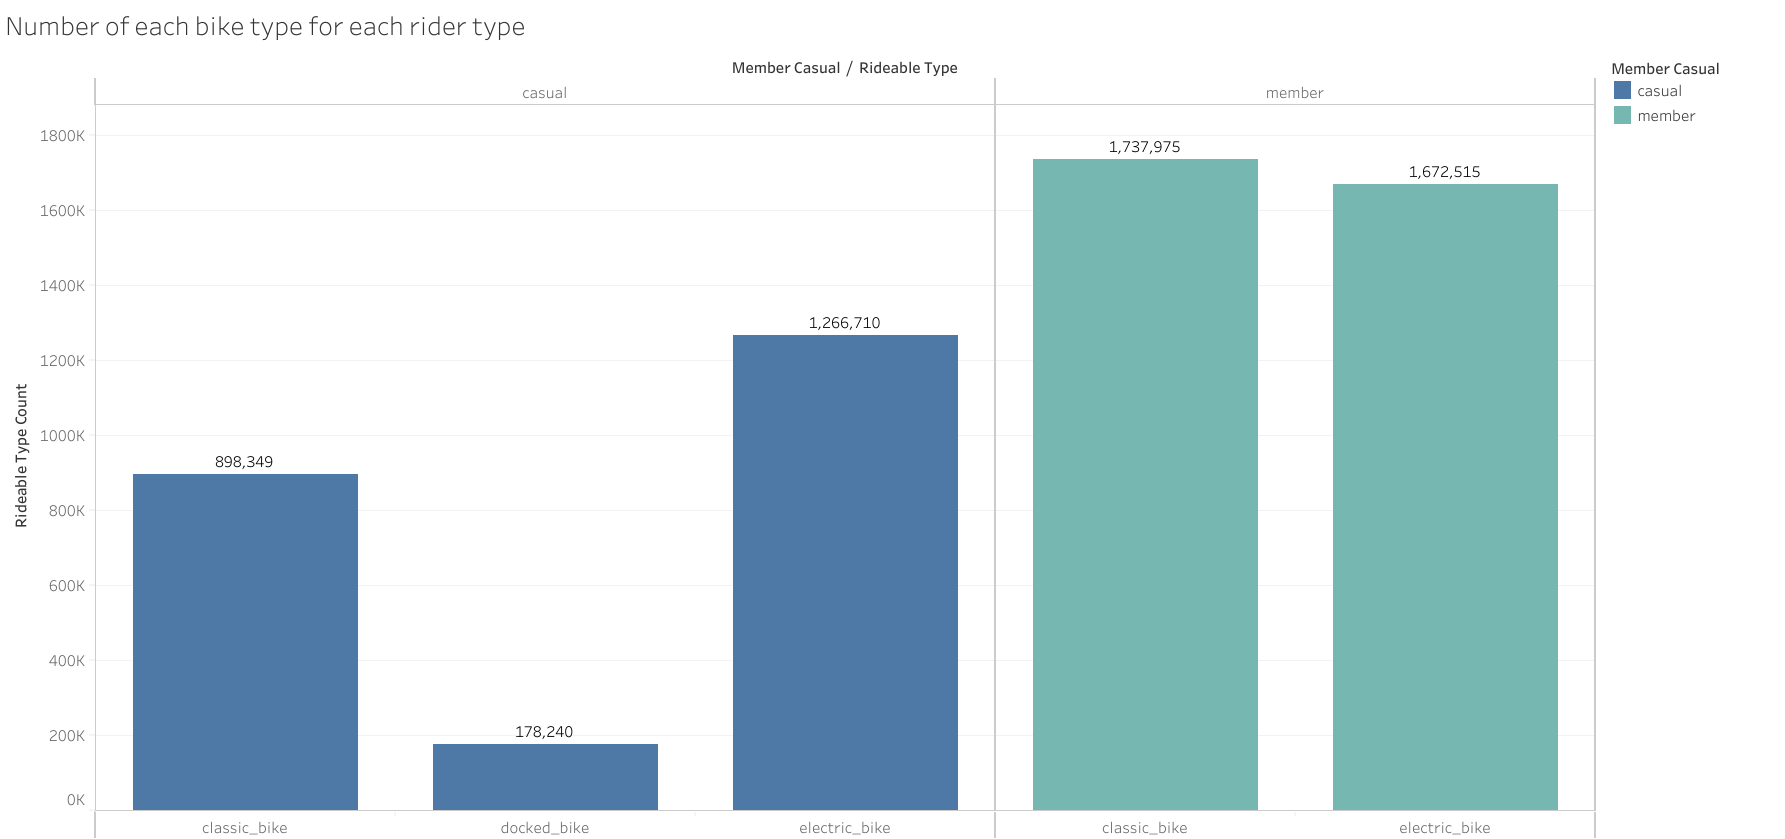 Number of each bike type for each rider type
Member Casual / Rideable Type
casual
member
Member Casual
casual
member
Rideable Type Count
1800K
1600K
1400K
1200K
1000K
800K
600K
400K
200K
0K
898,349
178,240
1,266,710
1,737,975
1,672,515
classic_bike
docked_bike
electric_bike
classic_bike
electric_bike